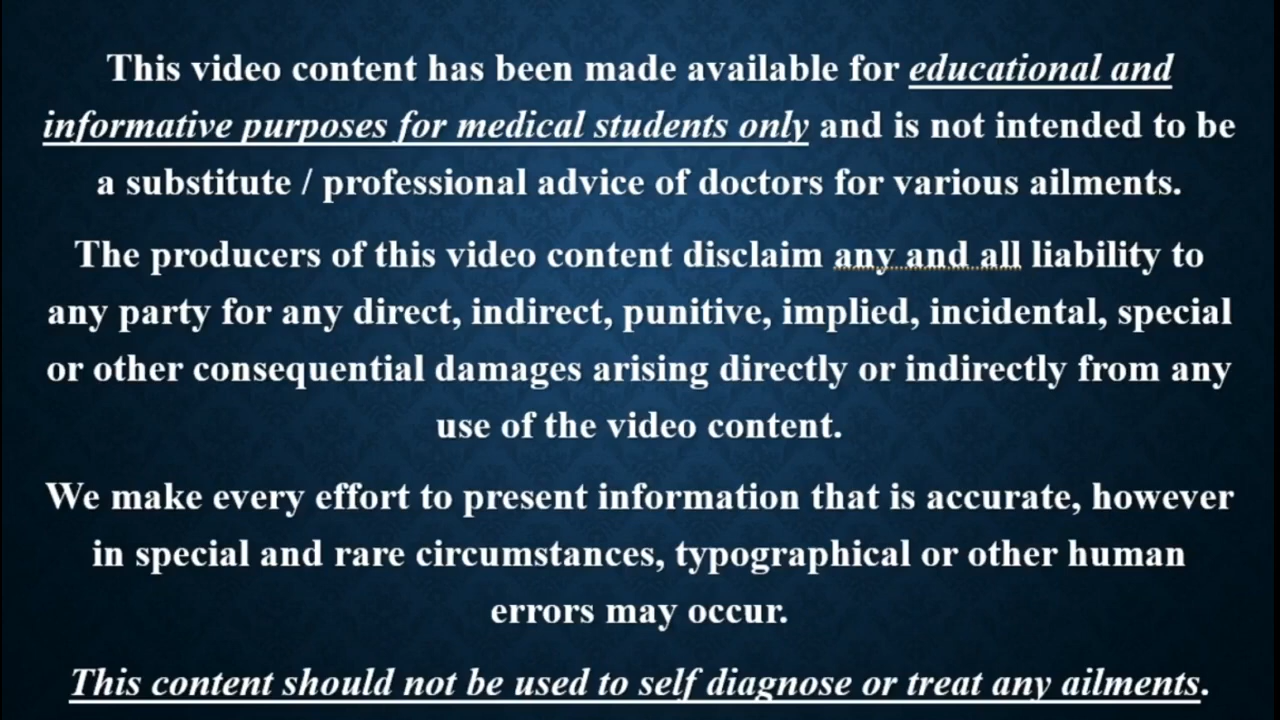 This video content has been made available for educational and
informative purposes for medical students only and is not intended to be
a substitute / professional advice of doctors for various ailments.
The producers of this video content disclaim any and all liability to
any party for any direct, indirect, punitive, implied, incidental, special
or other consequential damages arising directly or indirectly from any
use of the video content.
We make every effort to present information that is accurate, however
in special and rare circumstances, typographical or other human
errors may occur.
This content should not be used to self diagnose or treat any ailments.